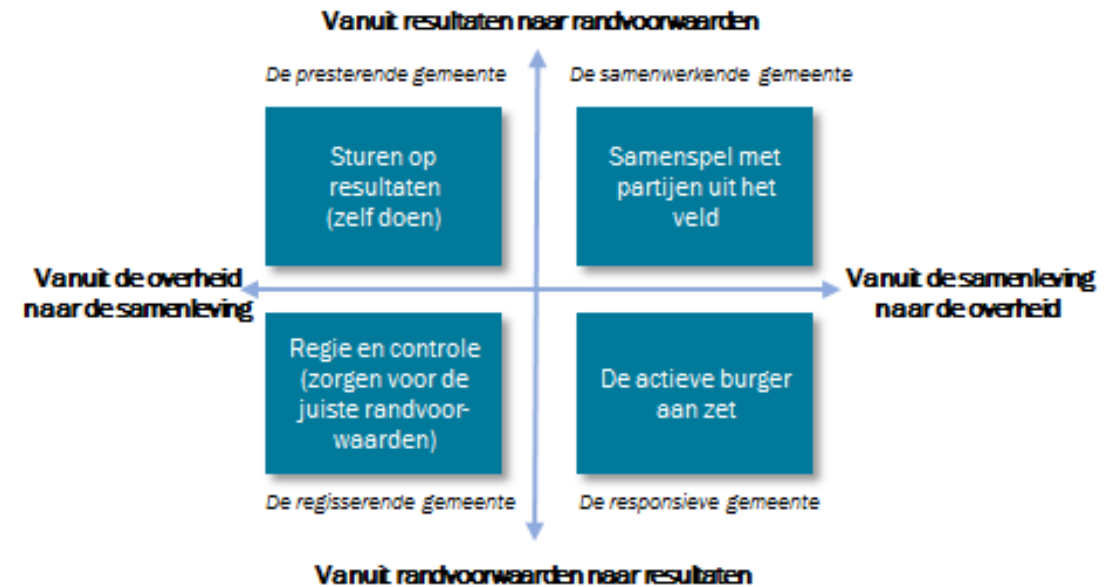 Vanuit resultaten naar randvoorwaarden
De presterende gemeente
De samenwerkende gemeente
Sturen op
resultaten
(zelf doen)
Samenspel met
partijen uit het
veld
Vanuit de overheid
naar de samenleving
Vanuit de samenleving
naar de overheid
Regie en controle
(zorgen voor de
juiste randvoor-
waarden)
De actieve burger
aan zet
De regisserende gemeente
De responsieve gemeente
Vanuit randvoorwaarden naar resultaten